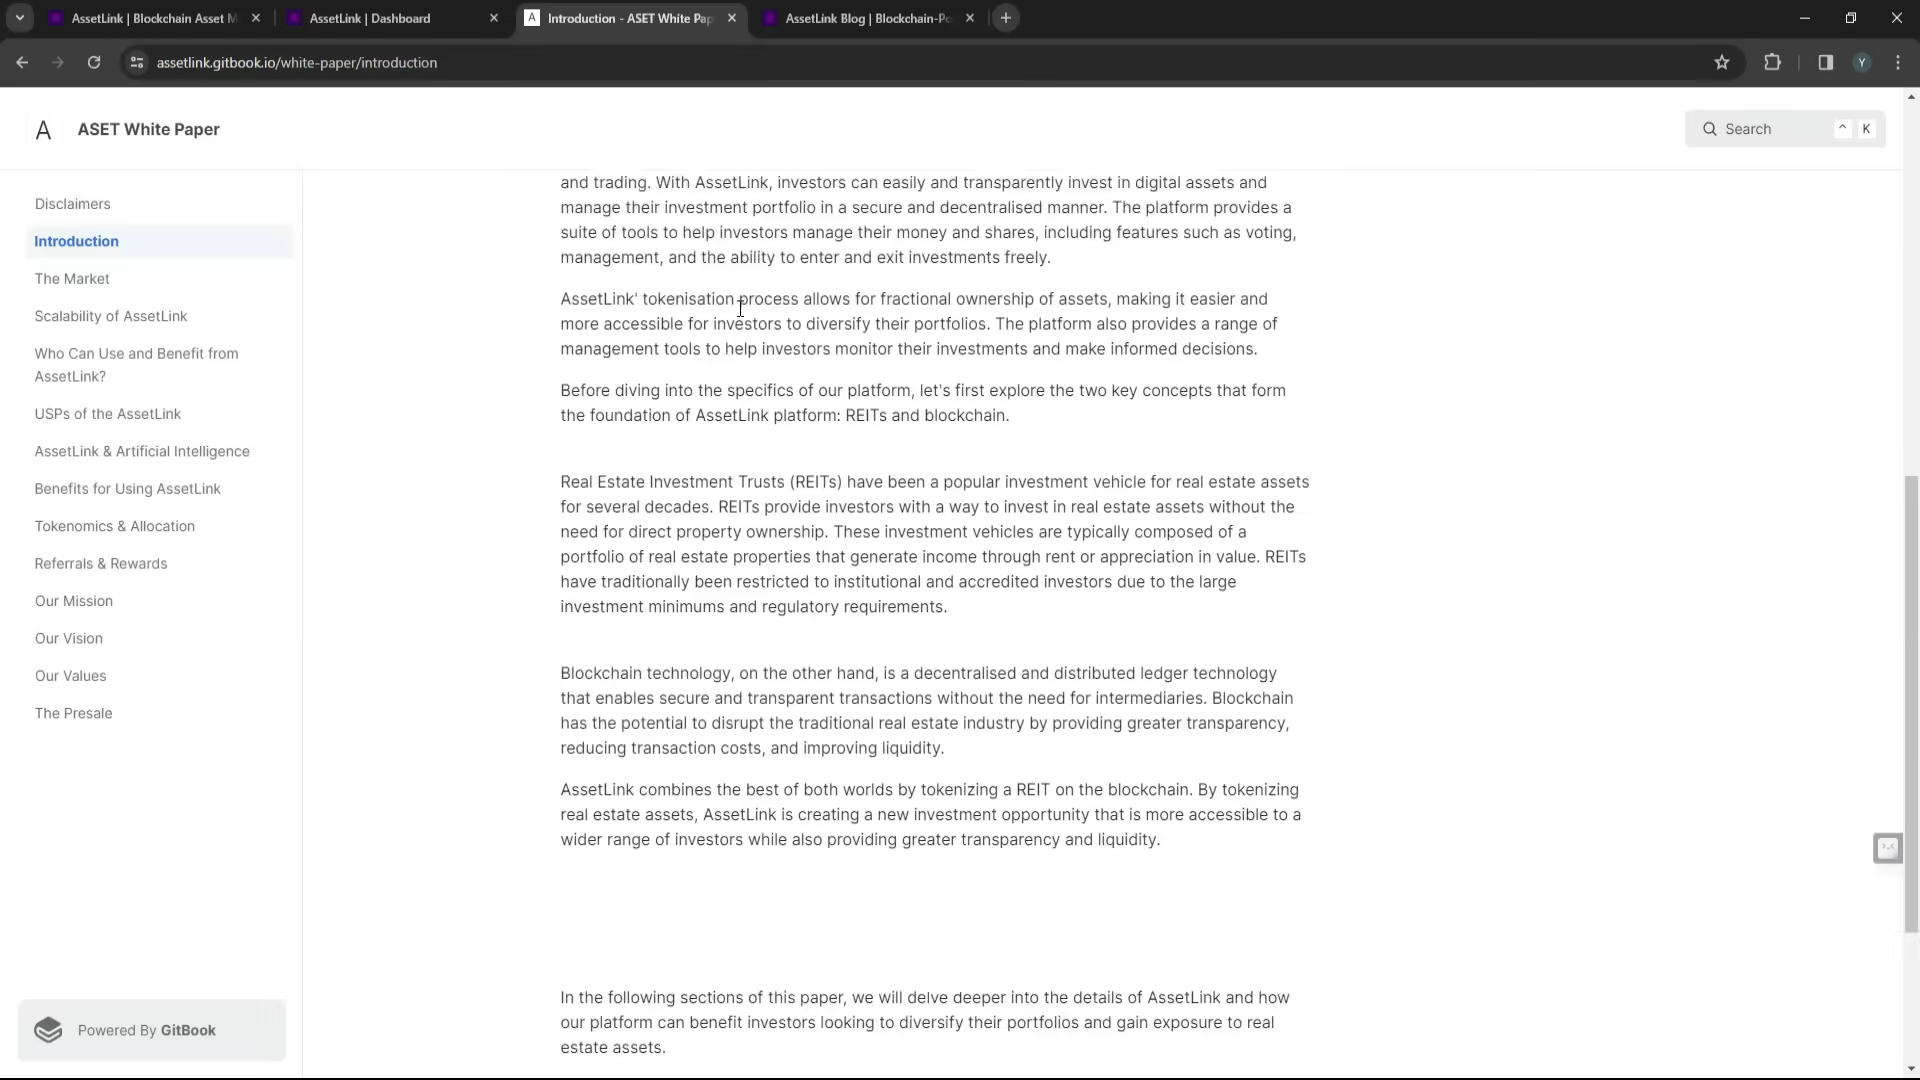 AssetLink | Blockchain Asset M
AssetLink | Dashboard
A Introduction - ASET White Pap
AssetLink Blog | Blockchain-Po
assetlink.gitbook.io/white-paper/introduction
Y
A ASET White Paper
Search ^ K
Disclaimers
Introduction
The Market
Scalability of AssetLink
Who Can Use and Benefit from
AssetLink?
USPs of the AssetLink
AssetLink & Artificial Intelligence
Benefits for Using AssetLink
Tokenomics & Allocation
Referrals & Rewards
Our Mission
Our Vision
Our Values
The Presale
Powered By GitBook
and trading. With AssetLink, investors can easily and transparently invest in digital assets and
manage their investment portfolio in a secure and decentralised manner. The platform provides a
suite of tools to help investors manage their money and shares, including features such as voting,
management, and the ability to enter and exit investments freely.
AssetLink' tokenisation process allows for fractional ownership of assets, making it easier and
more accessible for investors to diversify their portfolios. The platform also provides a range of
management tools to help investors monitor their investments and make informed decisions.
Before diving into the specifics of our platform, let's first explore the two key concepts that form
the foundation of AssetLink platform: REITs and blockchain.
Real Estate Investment Trusts (REITs) have been a popular investment vehicle for real estate assets
for several decades. REITs provide investors with a way to invest in real estate assets without the
need for direct property ownership. These investment vehicles are typically composed of a
portfolio of real estate properties that generate income through rent or appreciation in value. REITs
have traditionally been restricted to institutional and accredited investors due to the large
investment minimums and regulatory requirements.
Blockchain technology, on the other hand, is a decentralised and distributed ledger technology
that enables secure and transparent transactions without the need for intermediaries. Blockchain
has the potential to disrupt the traditional real estate industry by providing greater transparency,
reducing transaction costs, and improving liquidity.
AssetLink combines the best of both worlds by tokenizing a REIT on the blockchain. By tokenizing
real estate assets, AssetLink is creating a new investment opportunity that is more accessible to a
wider range of investors while also providing greater transparency and liquidity.
In the following sections of this paper, we will delve deeper into the details of AssetLink and how
our platform can benefit investors looking to diversify their portfolios and gain exposure to real
estate assets.